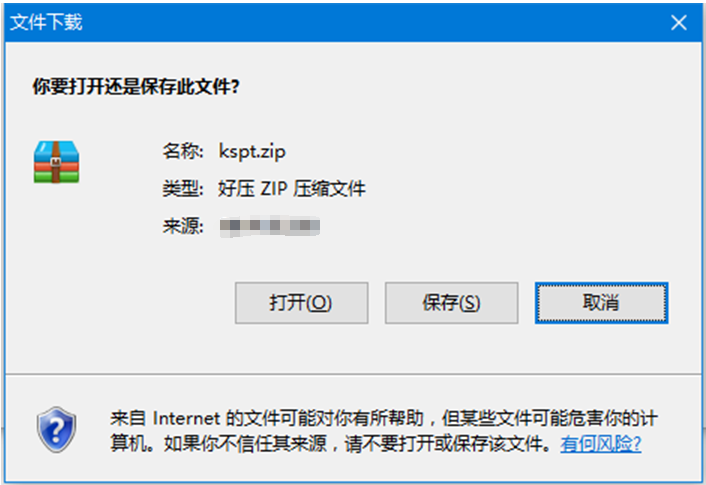 文件下载
你要打开还是保存此文件?
名称: kspt.zip
类型: 好压 ZIP 压缩文件
来源:
打开(O)
保存(S)
取消
来自 Internet 的文件可能对你有所帮助，但某些文件可能危害你的计
算机。如果你不信任其来源，请不要打开或保存该文件。有何风险?